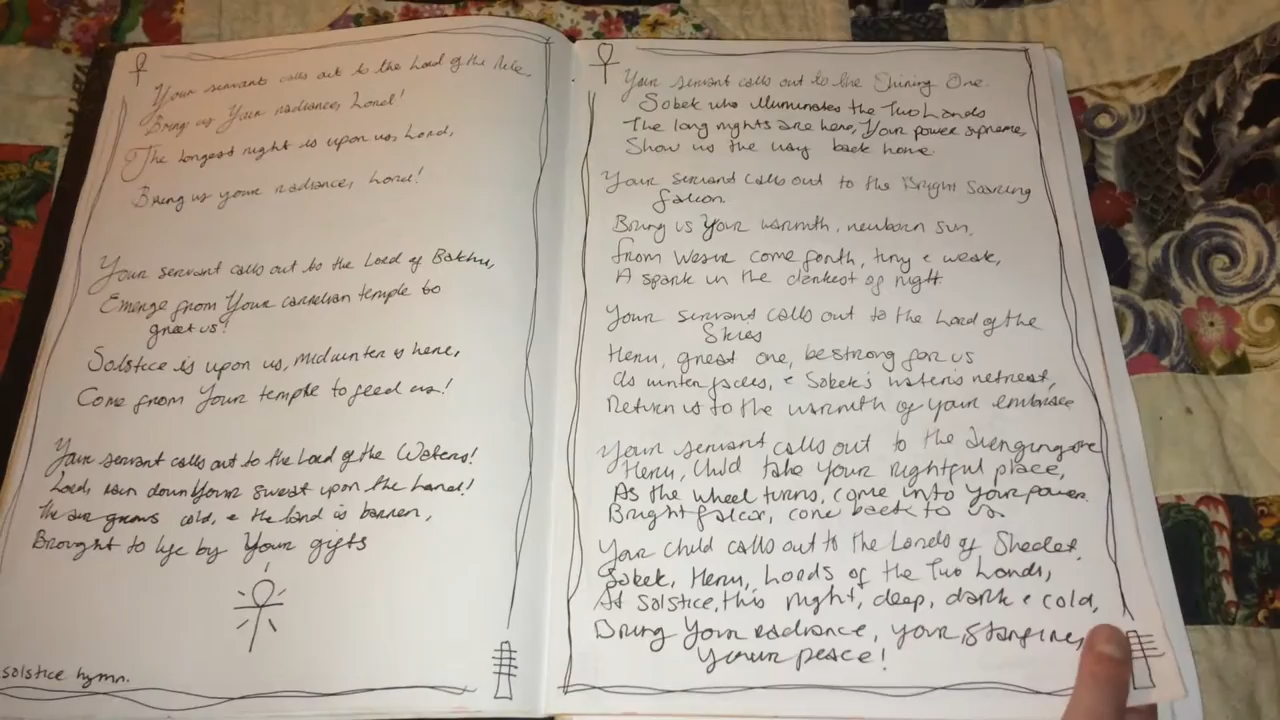 Your servant calls out to the Lord of the Nile.
Bring us Your radiance, Lord!
The longest night is upon us, Lord,
Bring us your radiance, Lord!
Your servant calls out to the Lord of Bakhu,
Emerge from Your carnelian temple to
greet us!
Solstice is upon us, midwinter is here,
Come from Your temple to feed us!
Your servant calls out to the Lord of the Waters!
Lord, rain down Your sweat upon the Land!
The air grows cold, & the land is barren,
Brought to life by Your gifts
solstice hymn.
Your servant calls out to the Shining One.
Sobek who illuminates the Two Lands
The long nights are here, Your power supreme,
Show us the way back home.
Your servant calls out to the Bright Soaring
falcon.
Bring us Your warmth, newborn sun,
From Wesir come forth, tiny & weak,
A spark in the darkest of night.
Your servant calls out to the Lord of the
Skies
Heru, great one, be strong for us
As winter fades, & Sobek's waters retreat,
Return us to the warmth of your embrace
Your servant calls out to the Avenging one
Heru, Child take Your rightful place,
As the wheel turns, come into Your power.
Bright falcon, come back to us
Your child calls out to the Lords of Shedet.
Sobek, Heru, Lords of the Two Lands,
At solstice, this night, deep, dark & cold,
Bring Your radiance, your starfire,
Your peace!